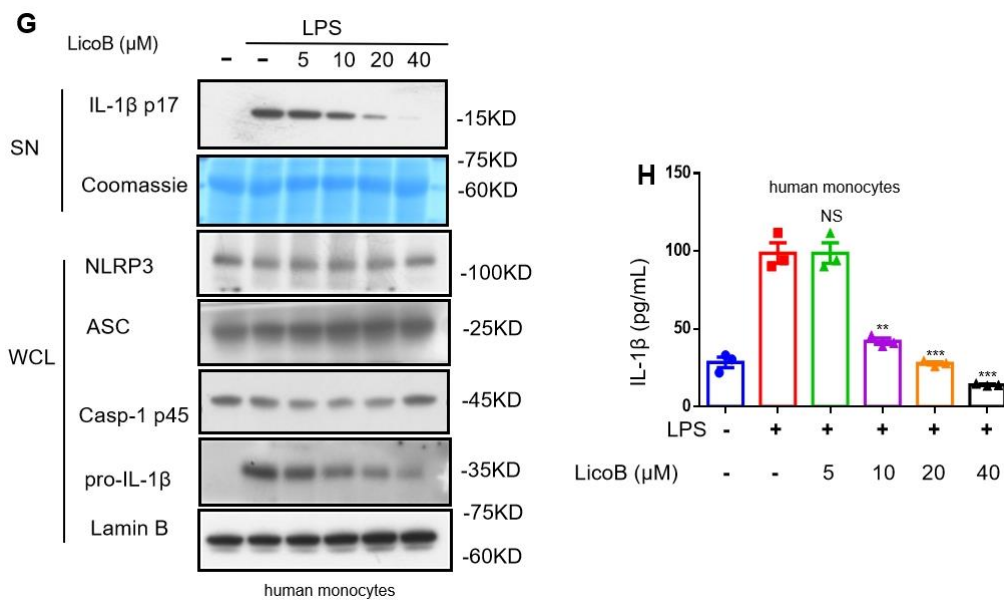 G
LPS
LicoB (μM)
- - 5 10 20 40
IL-1β p17
-15KD
SN
Coomassie
-75KD
-60KD
NLRP3
-100KD
ASC
-25KD
WCL
Casp-1 p45
-45KD
pro-IL-1β
-35KD
Lamin B
-75KD
-60KD
human monocytes
H
human monocytes
IL-1β (pg/mL)
150
100
50
0
NS
**
***
***
LPS - + + + + +
LicoB (μM) - - 5 10 20 40